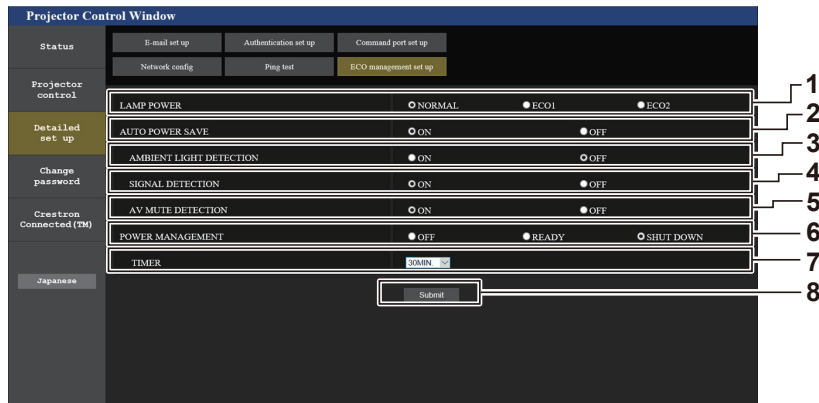 Projector Control Window
Status
E-mail set up
Authentication set up
Command port set up
Network config
Ping test
ECO management set up
Projector
control
Detailed
set up
Change
password
Crestron
Connected(TM)
Japanese
LAMP POWER NORMAL ECO1 ECO2 1
AUTO POWER SAVE ON OFF 2
AMBIENT LIGHT DETECTION ON OFF 3
SIGNAL DETECTION ON OFF 4
AV MUTE DETECTION ON OFF 5
POWER MANAGEMENT OFF READY SHUT DOWN 6
TIMER 30MIN. 7
Submit 8